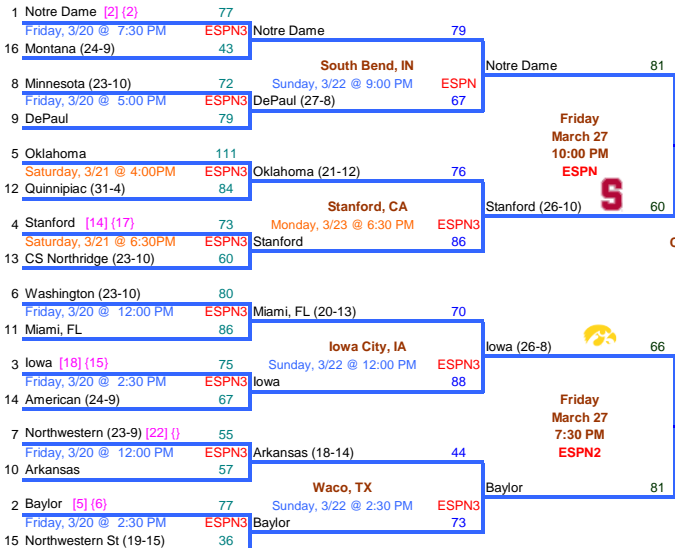 1 Notre Dame [2] {2} 77
Friday, 3/20 @ 7:30 PM ESPN3 Notre Dame 79
16 Montana (24-9) 43
South Bend, IN Notre Dame 81
8 Minnesota (23-10) 72 Sunday, 3/22 @ 9:00 PM ESPN
Friday, 3/20 @ 5:00 PM ESPN3 DePaul (27-8) 67
9 DePaul 79 Friday
March 27
5 Oklahoma 111 10:00 PM
Saturday, 3/21 @ 4:00PM ESPN3 Oklahoma (21-12) 76 ESPN
12 Quinnipiac (31-4) 84 S
Stanford, CA Stanford (26-10) 60
4 Stanford [14] {17} 73 Monday, 3/23 @ 6:30 PM ESPN3
Saturday, 3/21 @ 6:30PM ESPN3 Stanford 86
13 CS Northridge (23-10) 60
6 Washington (23-10) 80
Friday, 3/20 @ 12:00 PM ESPN3 Miami, FL (20-13) 70
11 Miami, FL 86
Iowa City, IA Iowa (26-8) 66
3 Iowa [18] {15} 75 Sunday, 3/22 @ 12:00 PM ESPN3
Friday, 3/20 @ 2:30 PM ESPN3 Iowa 88
14 American (24-9) 67 Friday
March 27
7 Northwestern (23-9) [22] {} 55 7:30 PM
Friday, 3/20 @ 12:00 PM ESPN3 Arkansas (18-14) 44 ESPN2
10 Arkansas 57
Waco, TX Baylor 81
2 Baylor [5] {6} 77 Sunday, 3/22 @ 2:30 PM ESPN3
Friday, 3/20 @ 2:30 PM ESPN3 Baylor 73
15 Northwestern St (19-15) 36